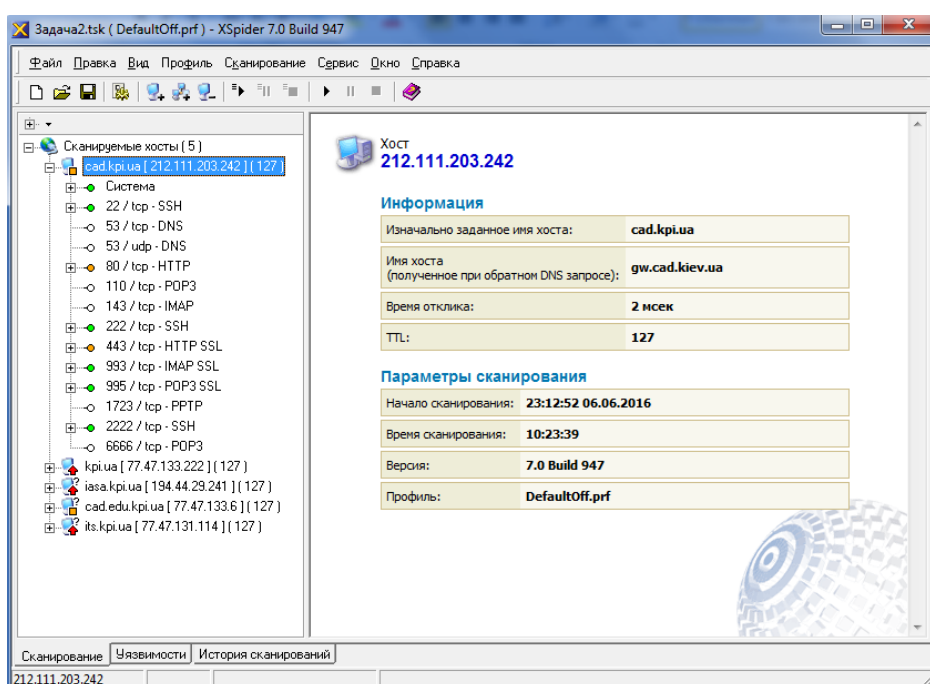 Задача2.tsk ( DefaultOff.prf ) - XSpider 7.0 Build 947
Файл Правка Вид Профиль Сканирование Сервис Окно Справка
Сканируемые хосты ( 5 )
cad.kpi.ua [ 212.111.203.242 ] ( 127 )
Система
22 / tcp - SSH
53 / tcp - DNS
53 / udp - DNS
80 / tcp - HTTP
110 / tcp - POP3
143 / tcp - IMAP
222 / tcp - SSH
443 / tcp - HTTP SSL
993 / tcp - IMAP SSL
995 / tcp - POP3 SSL
1723 / tcp - PPTP
2222 / tcp - SSH
6666 / tcp - POP3
kpi.ua [ 77.47.133.222 ] ( 127 )
iasa.kpi.ua [ 194.44.29.241 ] ( 127 )
cad.edu.kpi.ua [ 77.47.133.6 ] ( 127 )
its.kpi.ua [ 77.47.131.114 ] ( 127 )
Хост
212.111.203.242
Информация
Изначально заданное имя хоста: cad.kpi.ua
Имя хоста
(полученное при обратном DNS запросе): gw.cad.kiev.ua
Время отклика: 2 мсек
TTL: 127
Параметры сканирования
Начало сканирования: 23:12:52 06.06.2016
Время сканирования: 10:23:39
Версия: 7.0 Build 947
Профиль: DefaultOff.prf
Сканирование Уязвимости История сканирований
212.111.203.242